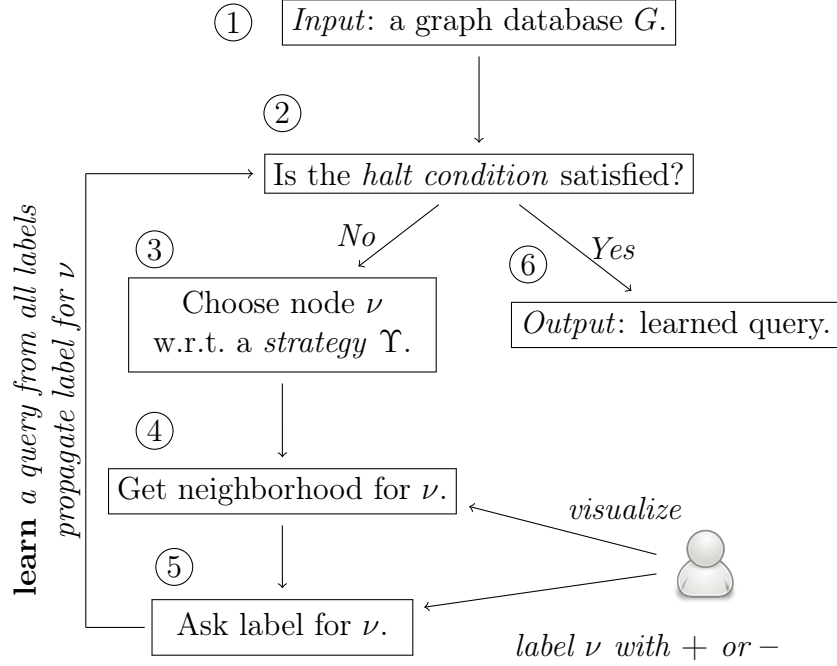 1
Input: a graph database G.
2
Is the halt condition satisfied?
No
Yes
3
6
Choose node ν
w.r.t. a strategy ϒ.
Output: learned query.
learn a query from all labels
propagate label for ν
4
Get neighborhood for ν.
visualize
5
Ask label for ν.
label ν with + or −